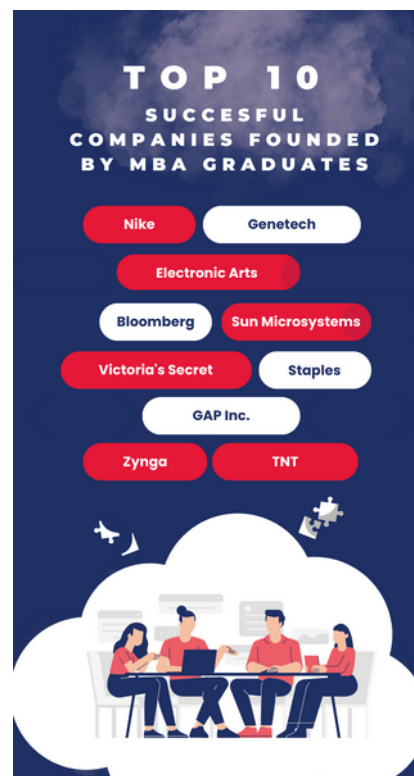 TOP 10
SUCCESFUL
COMPANIES FOUNDED
BY MBA GRADUATES
Nike
Genetech
Electronic Arts
Bloomberg
Sun Microsystems
Victoria's Secret
Staples
GAP Inc.
Zynga
TNT